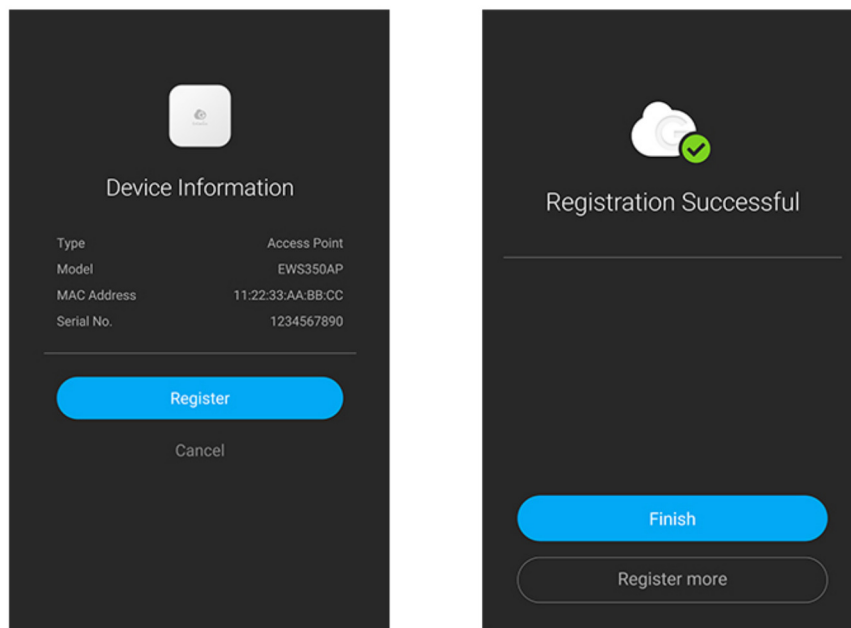 Device Information
Type Access Point
Model EWS350AP
MAC Address 11:22:33:AA:BB:CC
Serial No. 1234567890
Register
Cancel
Registration Successful
Finish
Register more